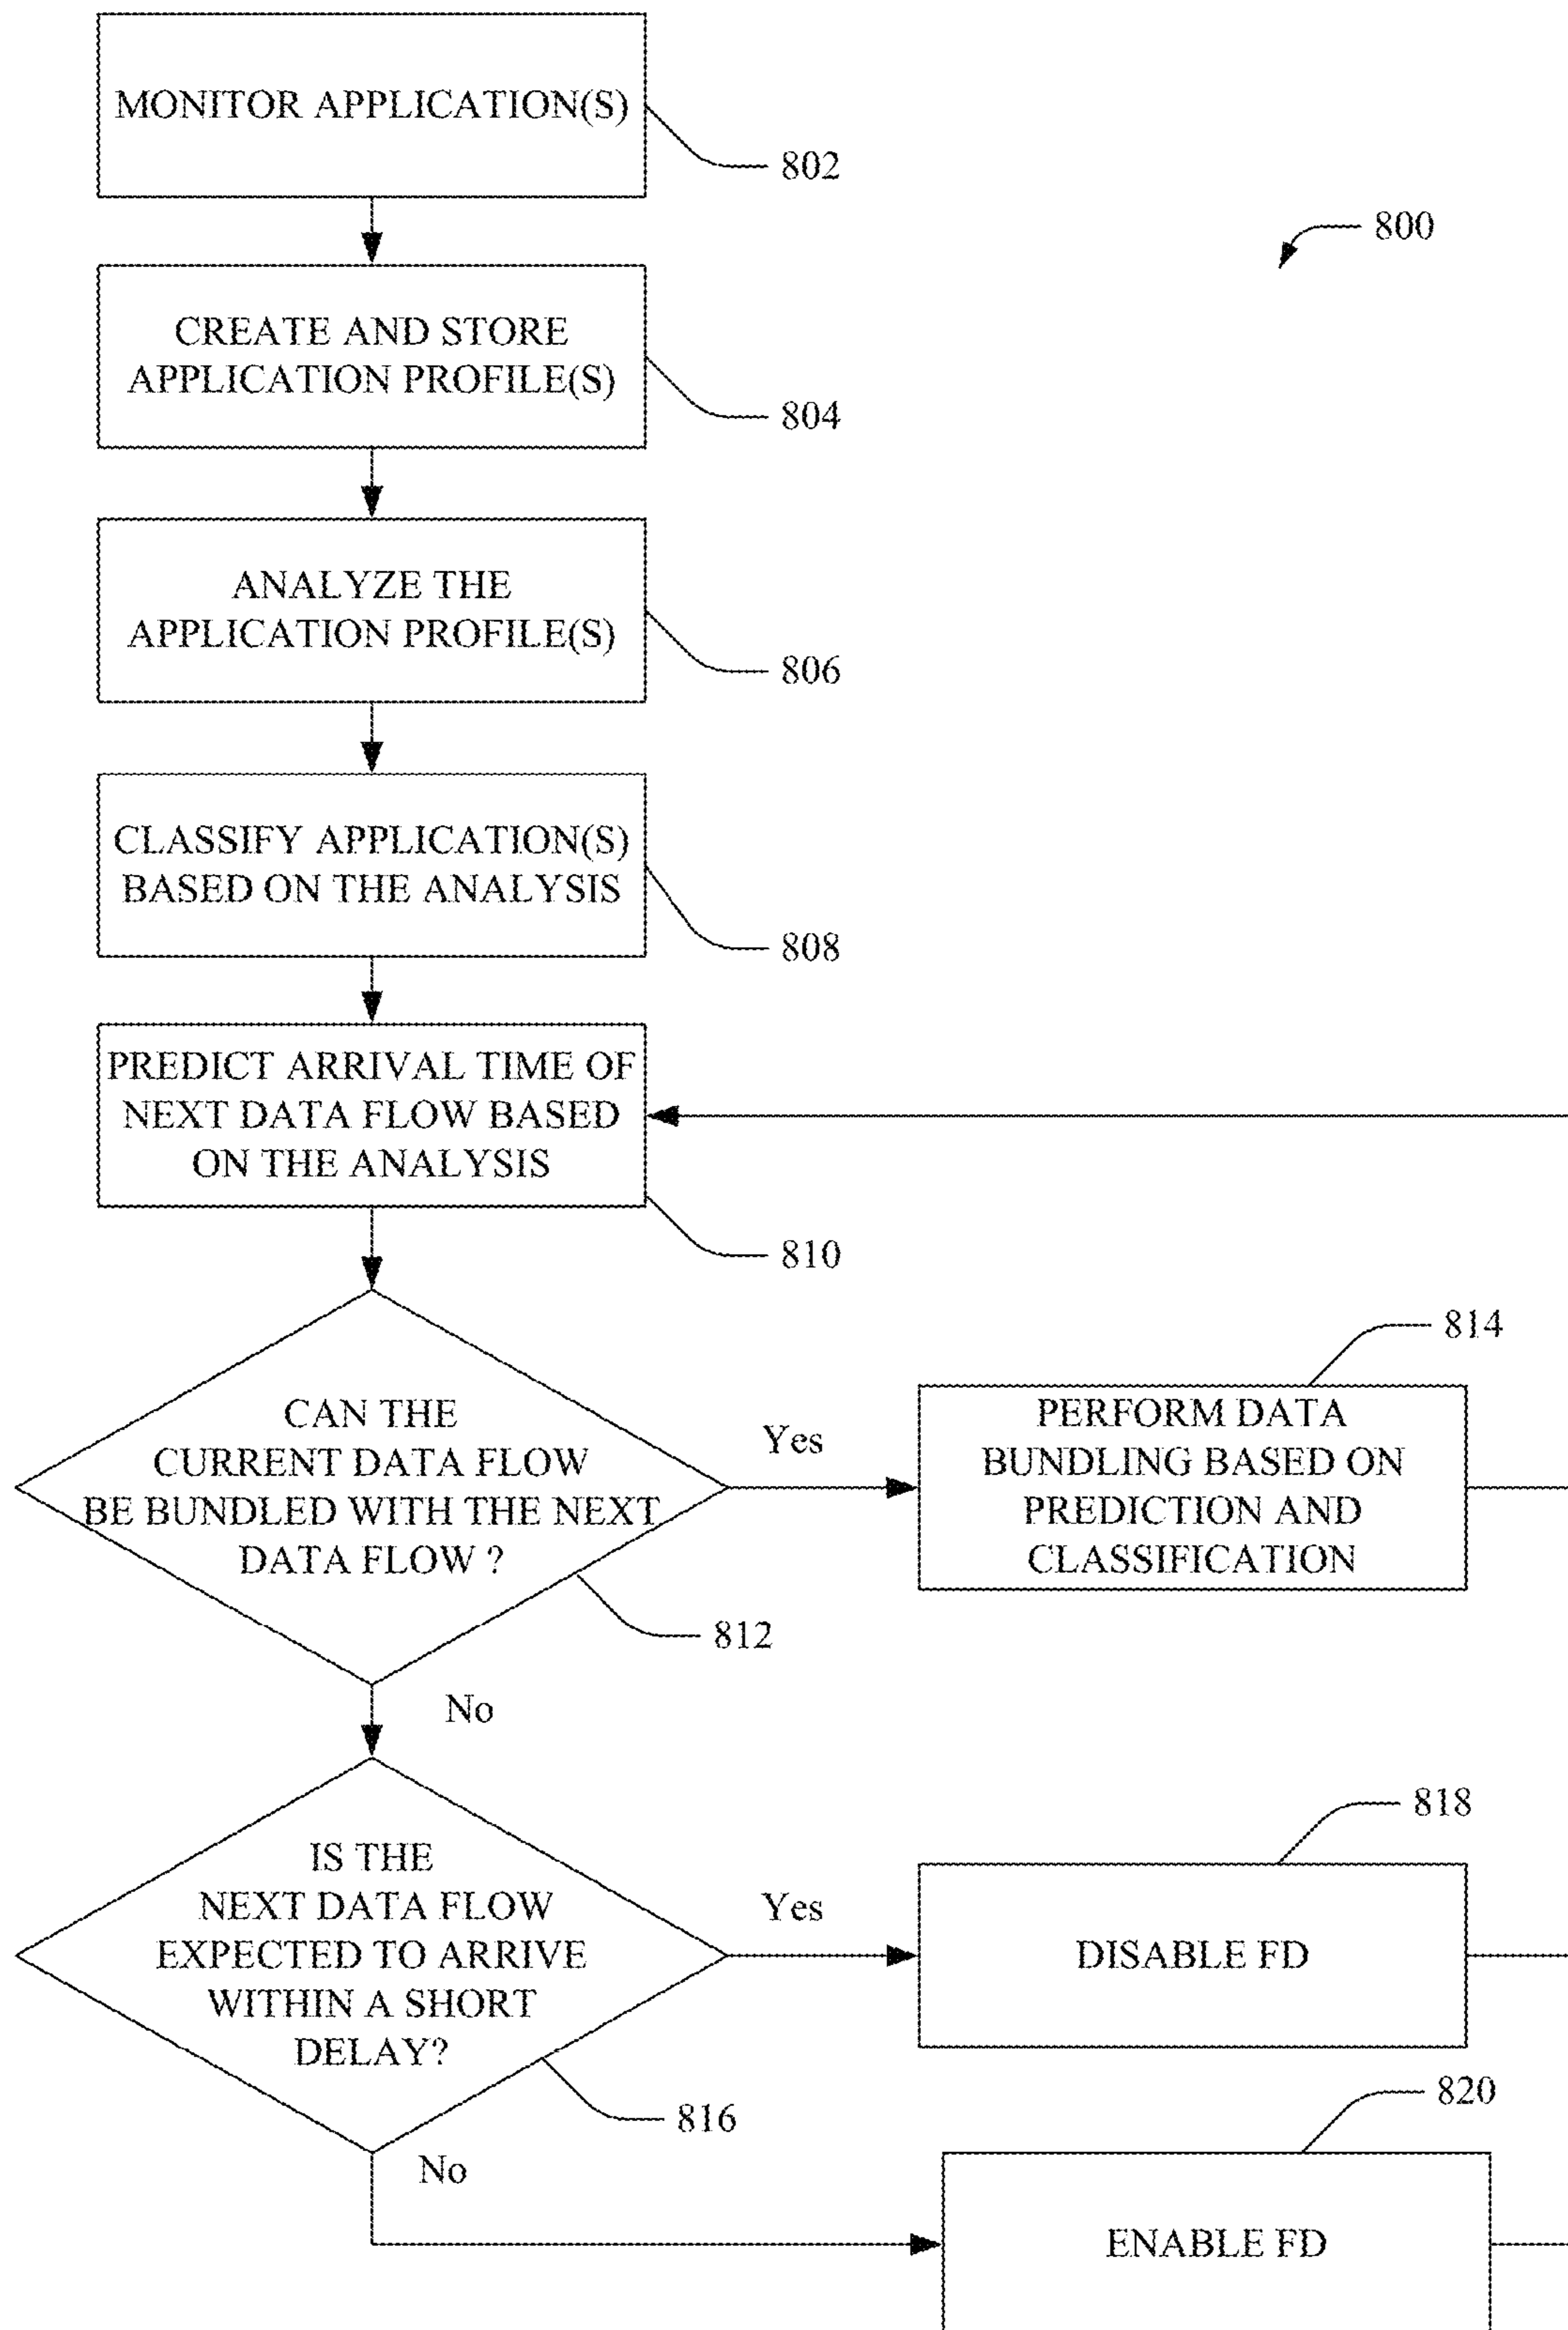 MONITOR APPLICATION(S)
802
800
CREATE AND STORE
APPLICATION PROFILE(S)
804
ANALYZE THE
APPLICATION PROFILE(S)
806
CLASSIFY APPLICATION(S)
BASED ON THE ANALYSIS
808
PREDICT ARRIVAL TIME OF
NEXT DATA FLOW BASED
ON THE ANALYSIS
810
CAN THE
CURRENT DATA FLOW
BE BUNDLED WITH THE NEXT
DATA FLOW ?
812
Yes
814
PERFORM DATA
BUNDLING BASED ON
PREDICTION AND
CLASSIFICATION
No
IS THE
NEXT DATA FLOW
EXPECTED TO ARRIVE
WITHIN A SHORT
DELAY?
816
Yes
818
DISABLE FD
No
820
ENABLE FD